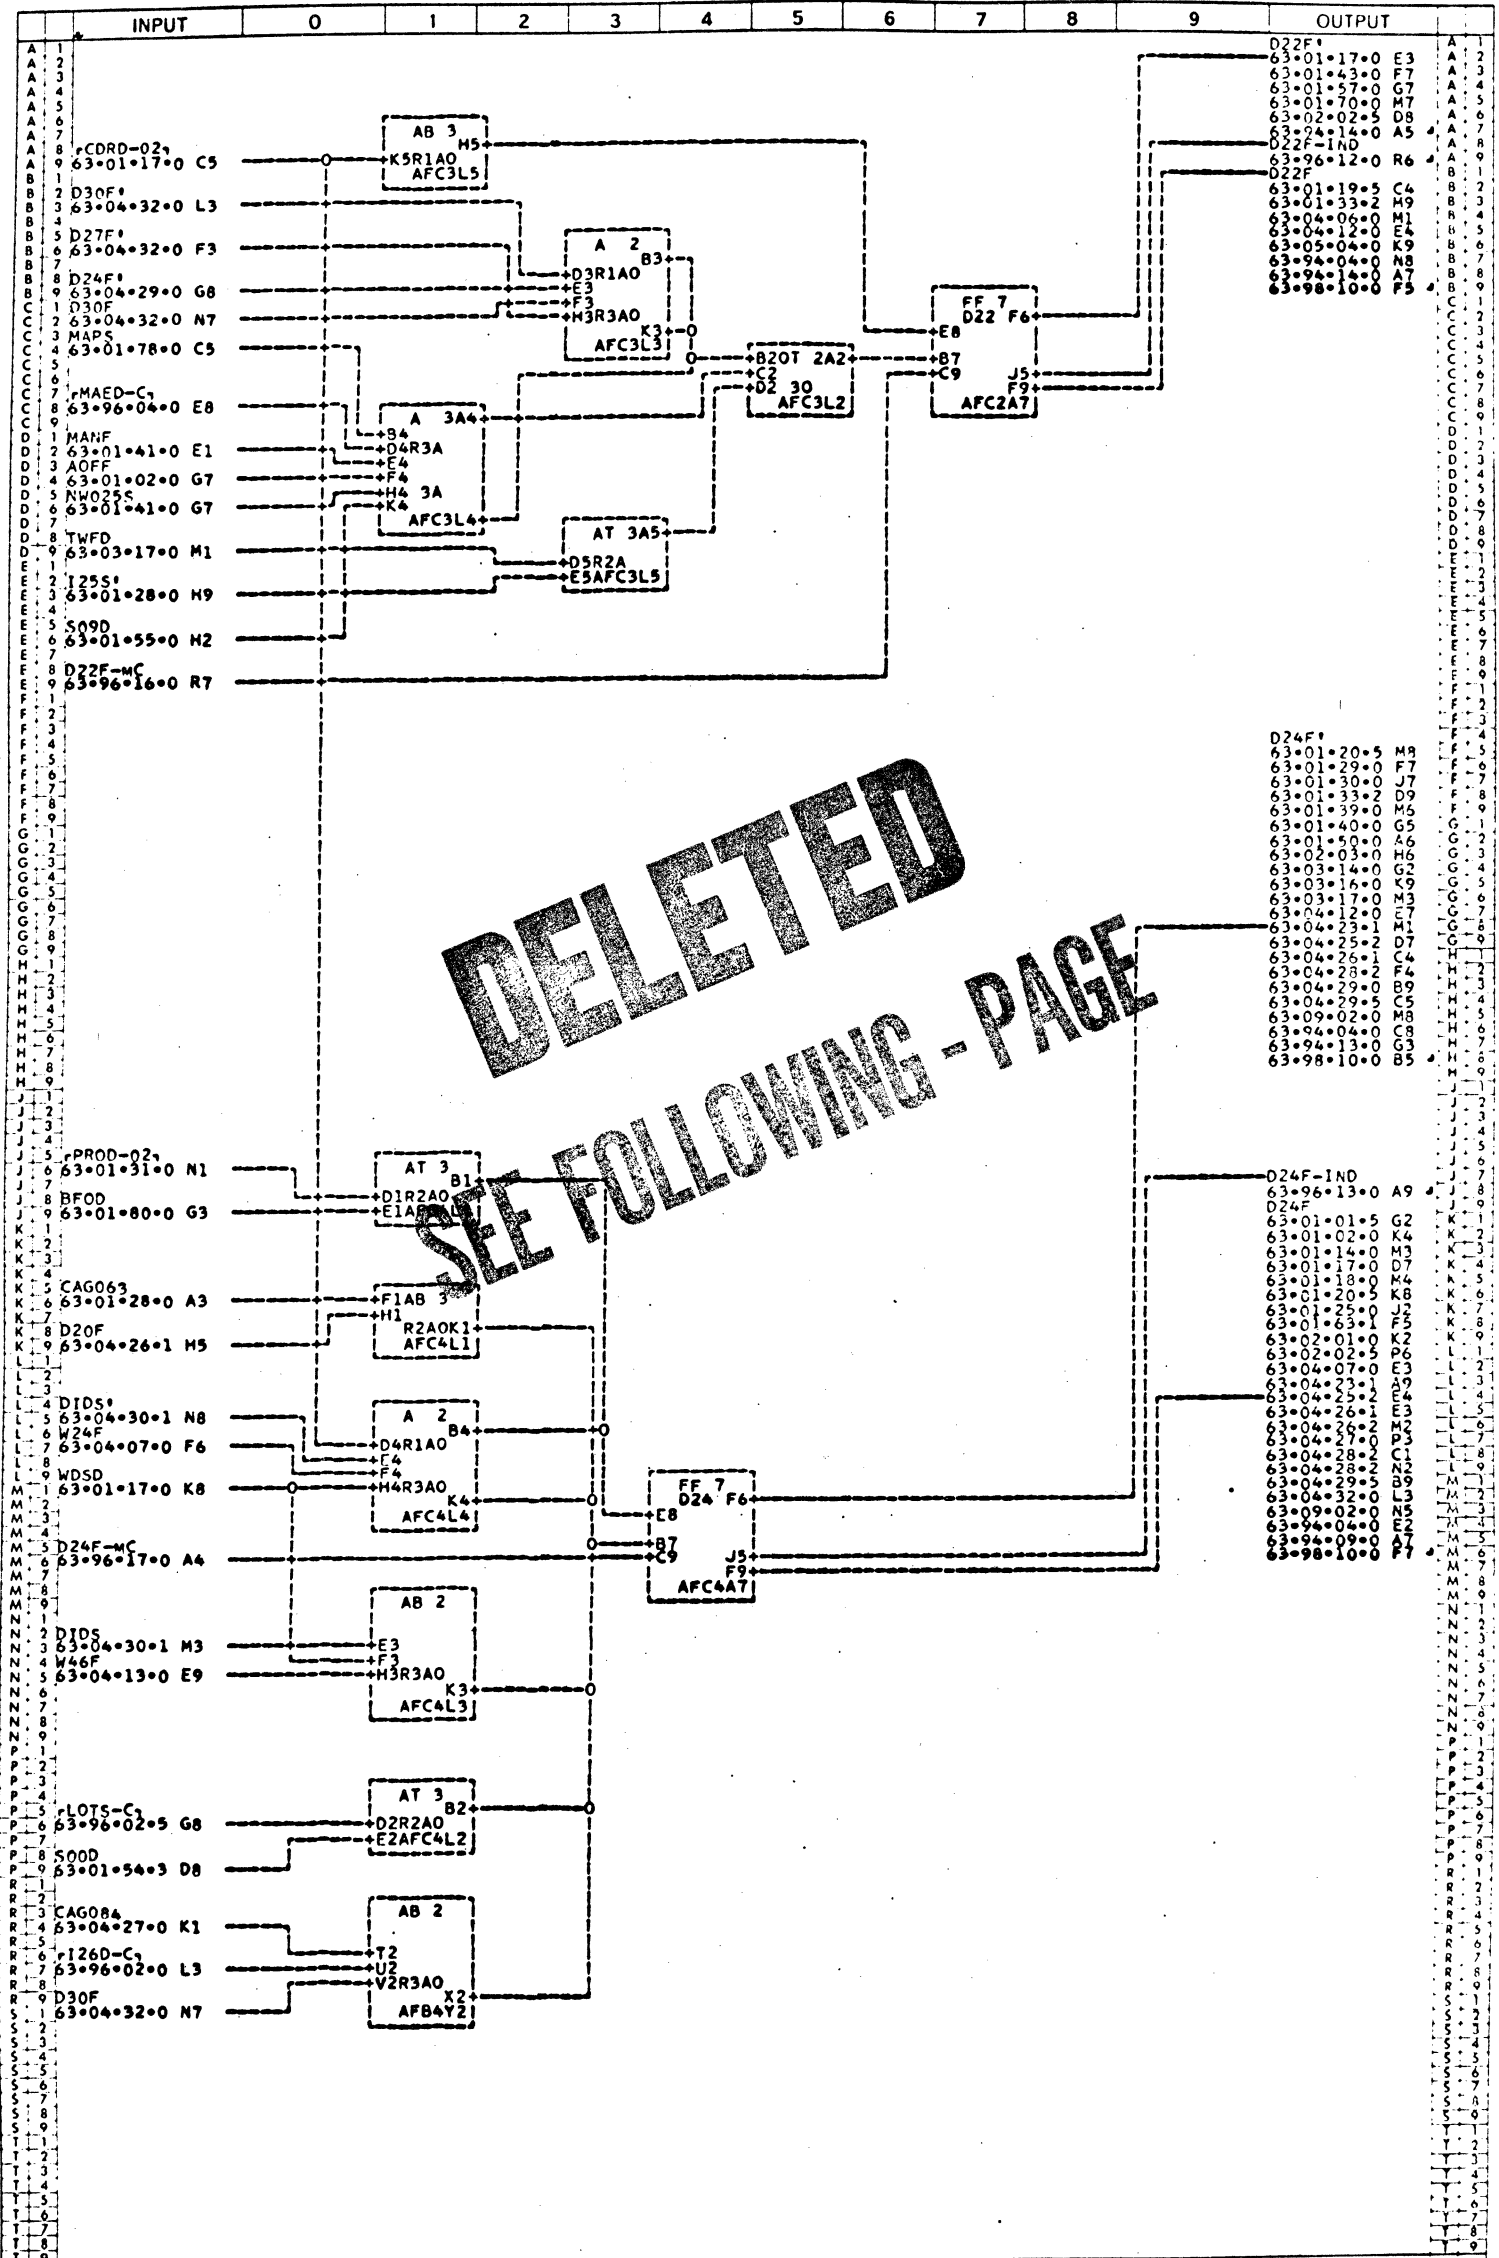 INPUT 0 1 2 3 4 5 6 7 8 9 OUTPUT
CDRD-02
63•01•17•0 C5
D30F'
63•04•32•0 L3
D27F'
63•04•32•0 F3
D24F'
63•04•29•0 G8
D30F
63•04•32•0 N7
MAPS
63•01•78•0 C5
MAED-C
63•96•04•0 E8
MANF
63•01•41•0 E1
AOFF
63•01•02•0 G7
NW025S
63•01•41•0 G7
TWFD
63•03•17•0 M1
I25S'
63•01•28•0 H9
S09D
63•01•55•0 H2
D22F-MC
63•96•16•0 R7
AB 3
H5
K5R1AO
AFC3L5
A 2
B3
D3R1AO
E3
F3
H3R3AO
K3
AFC3L3
A 3A4
B4
D4R3A
E4
F4
H4 3A
K4
AFC3L4
AT 3A5
D5R2A
E5AFC3L5
B2OT 2A2
C2
D2 3O
AFC3L2
FF 7
D22 F6
E8
B7
C9
J5
F9
AFC2A7
D22F'
63•01•17•0 E3
63•01•43•0 F7
63•01•57•0 G7
63•01•70•0 M7
63•02•02•5 D8
63•94•14•0 A5
D22F-IND
63•96•12•0 R6
D22F
63•01•19•5 C4
63•01•33•2 M9
63•04•06•0 M1
63•04•12•0 E4
63•05•04•0 K9
63•94•04•0 N8
63•94•14•0 A7
63•98•10•0 F5
D24F'
63•01•20•5 M8
63•01•29•0 F7
63•01•30•0 J7
63•01•33•2 D9
63•01•39•0 M5
63•01•40•0 G5
63•01•50•0 A6
63•02•03•0 H6
63•03•14•0 G2
63•03•16•0 K9
63•03•17•0 M3
63•04•12•0 E7
63•04•23•1 M1
63•04•25•2 D7
63•04•26•1 C4
63•04•28•2 F4
63•04•29•0 B9
63•04•29•5 C5
63•09•02•0 M8
63•94•04•0 C8
63•94•13•0 G3
63•98•10•0 B5
DELETED
SEE FOLLOWING - PAGE
PROD-02
63•01•31•0 N1
BFOD
63•01•80•0 G3
CAG063
63•01•28•0 A3
D20F
63•04•26•1 H5
DIDS'
63•04•30•1 N8
W24F
63•04•07•0 F6
WDSD
63•01•17•0 K8
D24F-MC
63•96•17•0 A4
DIDS
63•04•30•1 M3
W46F
63•04•13•0 E9
LOTS-C
63•96•02•5 G8
S00D
63•01•54•3 D8
CAG084
63•04•27•0 K1
I26D-C
63•96•02•0 L3
D30F
63•04•32•0 N7
AT 3
B1
D1R2AO
F1AB 3
H1
R2AOK1
AFC4L1
A 2
B4
D4R1AO
E4
F4
H4R3AO
K4
AFC4L4
AB 2
E3
F3
H3R3AO
K3
AFC4L3
AT 3
B2
D2R2AO
E2AFC4L2
AB 2
T2
U2
V2R3AO
X2
AFB4Y2
FF 7
D24 F6
E8
B7
C9
J5
F9
AFC4A7
D24F-IND
63•96•13•0 A9
D24F
63•01•01•5 G2
63•01•02•0 K4
63•01•14•0 M3
63•01•17•0 D7
63•01•18•0 M4
63•01•20•5 K8
63•01•25•0 J2
63•01•63•1 F5
63•02•01•0 K2
63•02•02•5 P6
63•04•07•0 E3
63•04•23•1 A9
63•04•25•2 E4
63•04•26•1 E3
63•04•26•2 M2
63•04•27•0 P3
63•04•28•2 C1
63•04•28•2 N2
63•04•29•5 B9
63•04•32•0 L3
63•09•02•0 N5
63•94•04•0 E2
63•94•09•0 A7
63•98•10•0 F7